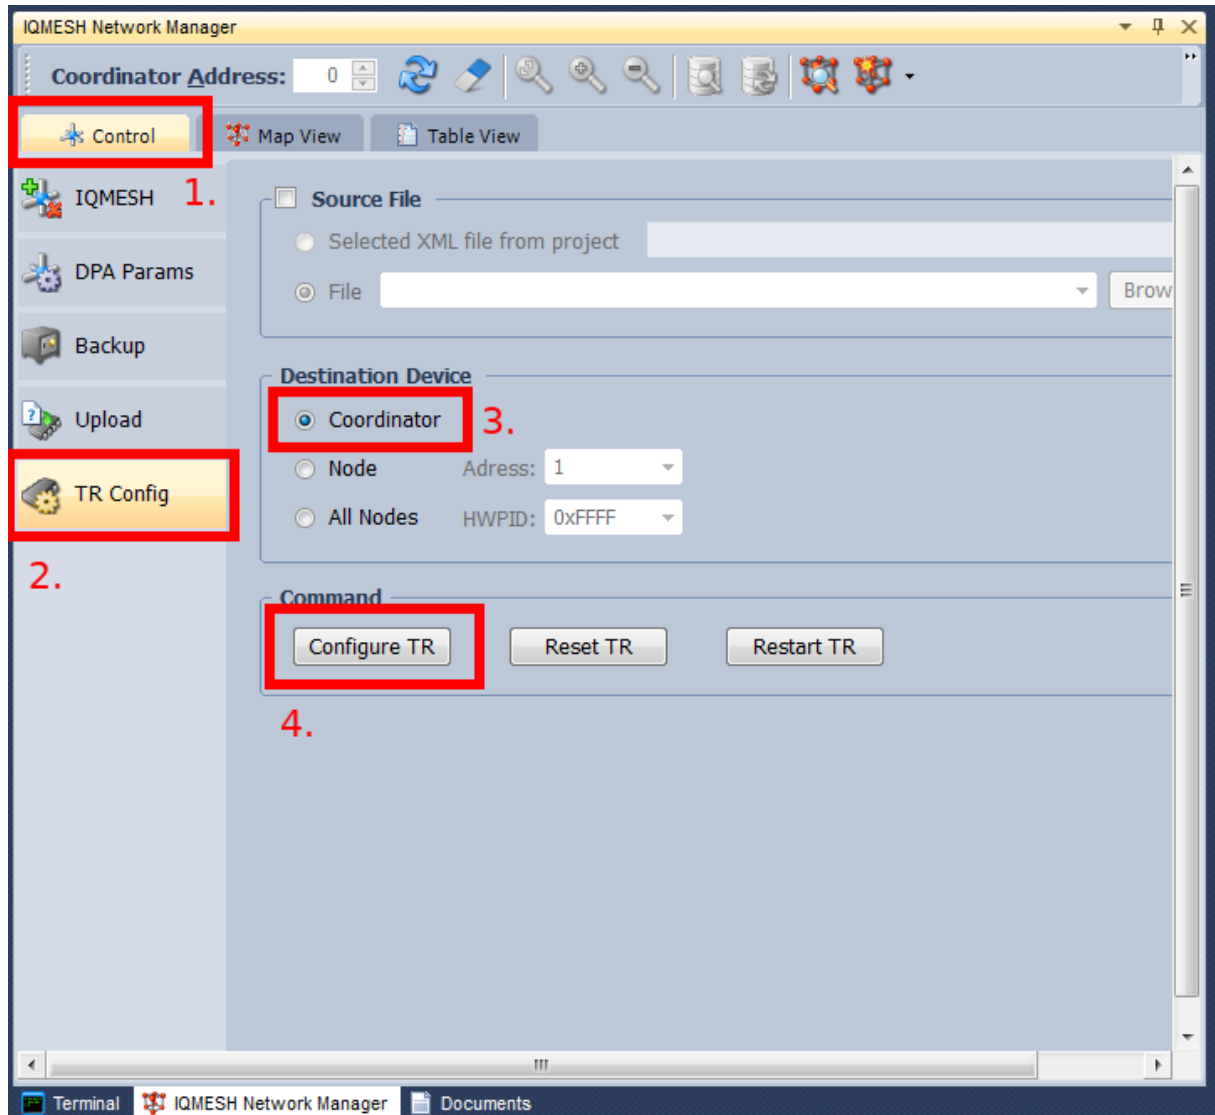 IQMESH Network Manager
Coordinator Address: 0
Control Map View Table View
1.
IQMESH
DPA Params
Backup
Upload
TR Config
2.
Source File
Selected XML file from project
File Brow
Destination Device
Coordinator 3.
Node Adress: 1
All Nodes HWPID: 0xFFFF
Command
Configure TR Reset TR Restart TR
4.
Terminal IQMESH Network Manager Documents